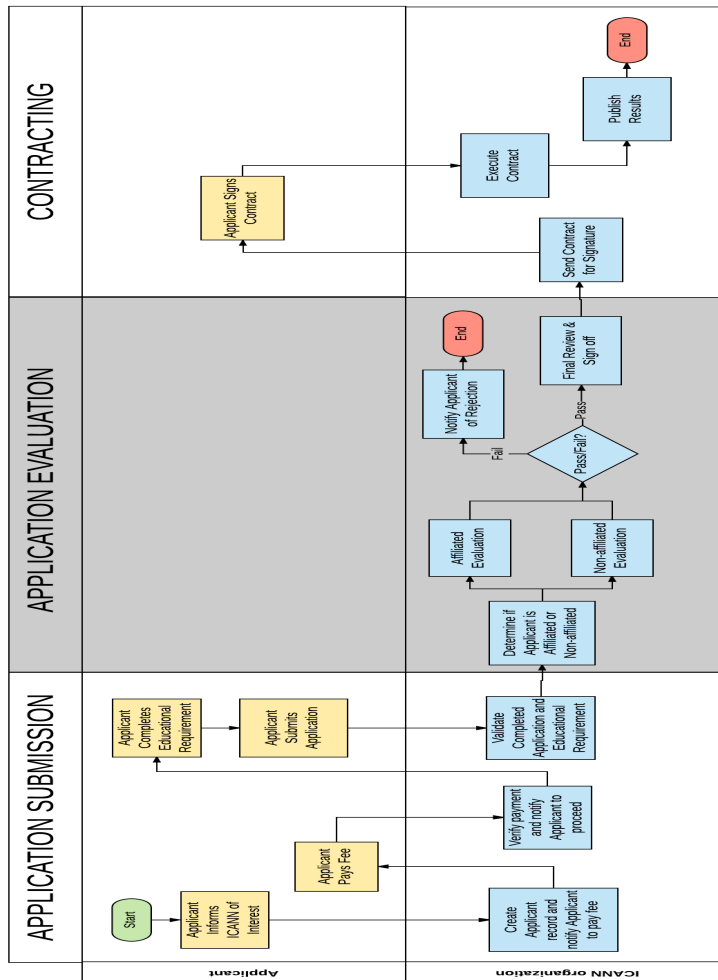 APPLICATION SUBMISSION
APPLICATION EVALUATION
CONTRACTING
Applicant
Start
Applicant
Informs
ICANN of
Interest
Applicant
Pays Fee
Applicant
Completes
Educational
Requirement
Applicant
Submits
Application
Applicant Signs
Contract
ICANN organization
Create
Applicant
record and
notify Applicant
to pay fee
Verify payment
and notify
Applicant to
proceed
Validate
Completed
Application and
Educational
Requirement
Determine if
Applicant is
Affiliated or
Non-affiliated
Affiliated
Evaluation
Non-affiliated
Evaluation
Pass/Fail?
Fail
Pass
Notify Applicant
of Rejection
End
Final Review &
Sign off
Send Contract
for Signature
Execute
Contract
Publish
Results
End